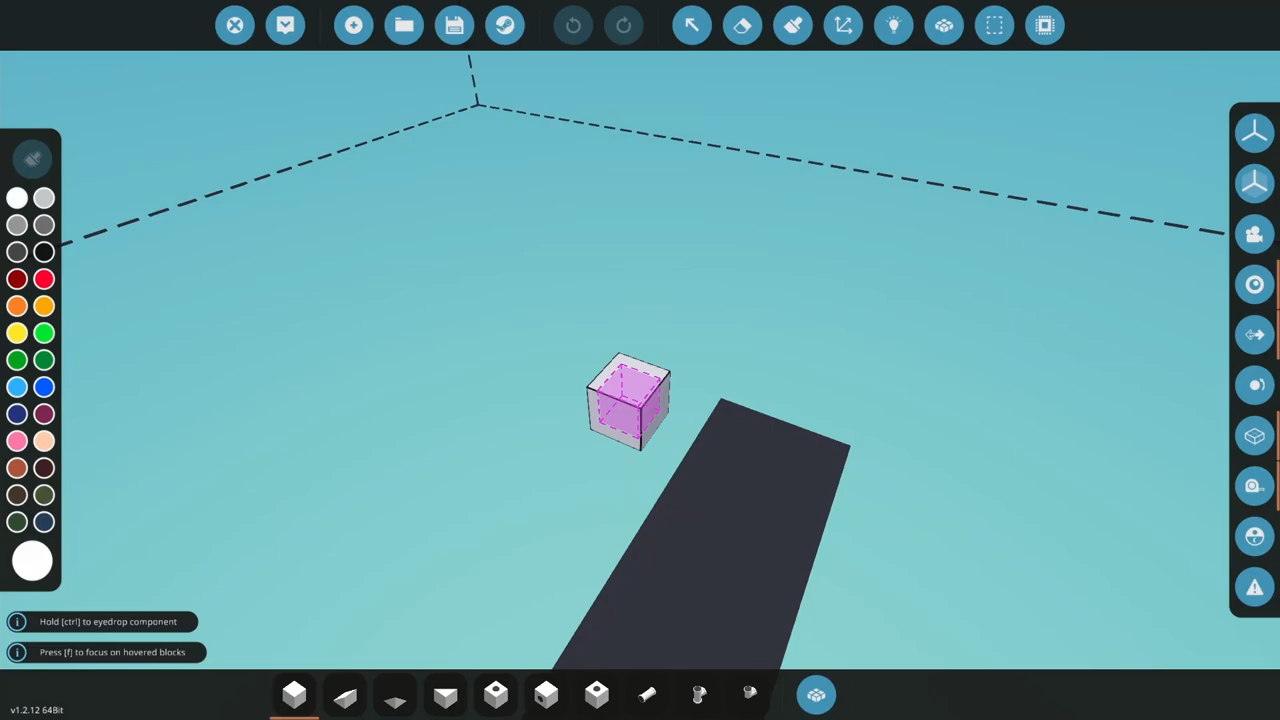 Hold [ctrl] to eyedrop component
Press [f] to focus on hovered blocks
v1.2.12 64Bit